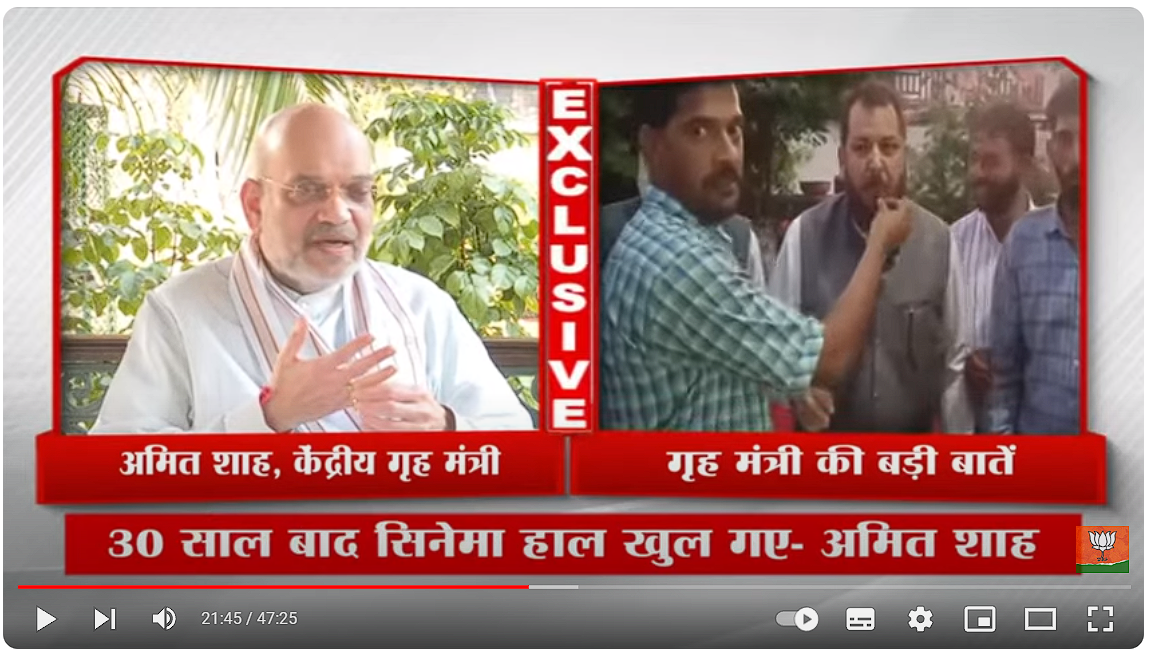 EXCLUSIVE
अमित शाह, केंद्रीय गृह मंत्री
गृह मंत्री की बड़ी बातें
30 साल बाद सिनेमा हाल खुल गए- अमित शाह
21:45 / 47:25